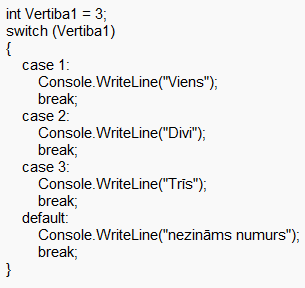 int Vertiba1 = 3;
switch (Vertiba1)
{
case 1:
Console.WriteLine("Viens");
break;
case 2:
Console.WriteLine("Divi");
break;
case 3:
Console.WriteLine("Trīs");
break;
default:
Console.WriteLine("nezināms numurs");
break;
}